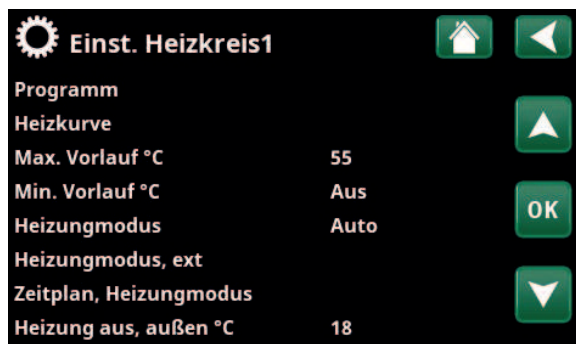 Einst. Heizkreis1
Programm
Heizkurve
Max. Vorlauf °C 55
Min. Vorlauf °C Aus
Heizungmodus Auto
OK
Heizungmodus, ext
Zeitplan, Heizungmodus
Heizung aus, außen °C 18